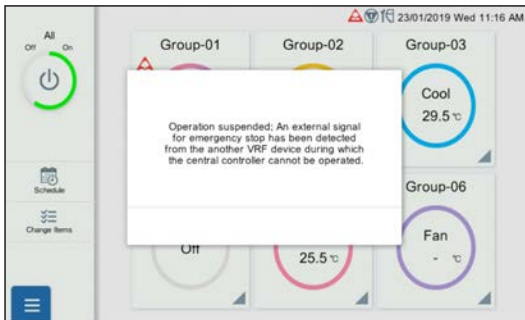 23/01/2019 Wed 11:16 AM
All
Off On
Group-01
Group-02
Group-03
Cool
29.5 °C
Operation suspended; An external signal
for emergency stop has been detected
from the another VRF device during which
the central controller cannot be operated.
Schedule
Change Items
Group-06
Off
25.5 °C
Fan
- °C